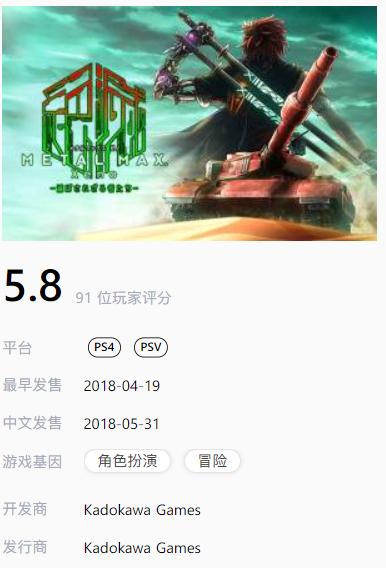 METAL MAX
XENO
5.8 91 位玩家评分
平台 PS4 PSV
最早发售 2018-04-19
中文发售 2018-05-31
游戏基因 角色扮演 冒险
开发商 Kadokawa Games
发行商 Kadokawa Games